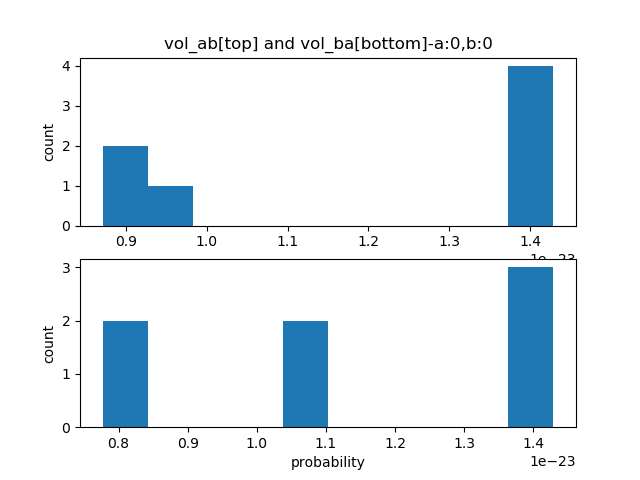 vol_ab[top] and vol_ba[bottom]-a:0,b:0
4
3
2
1
0
count
0.9 1.0 1.1 1.2 1.3 1.4
1e−23
3
2
1
0
count
0.8 0.9 1.0 1.1 1.2 1.3 1.4
probability
1e−23